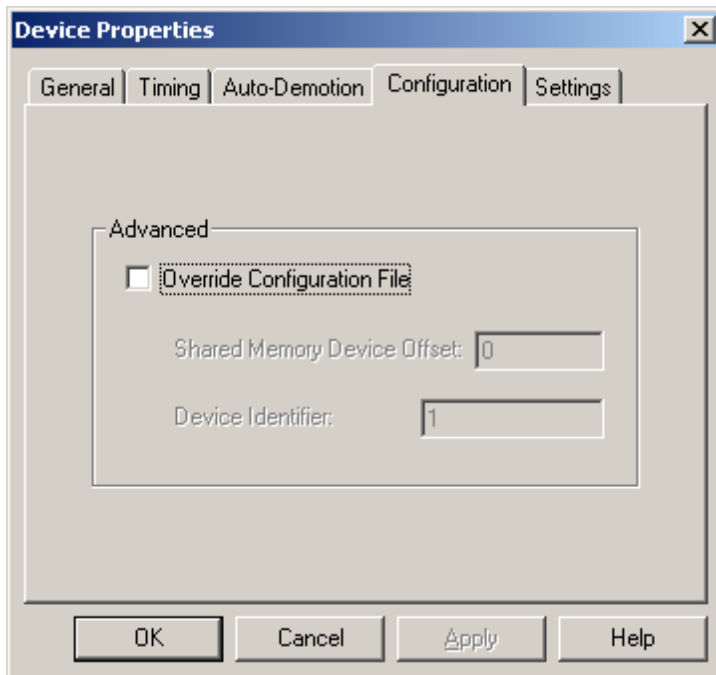 Device Properties
General Timing Auto-Demotion Configuration Settings
Advanced
Override Configuration File
Shared Memory Device Offset: 0
Device Identifier: 1
OK Cancel Apply Help